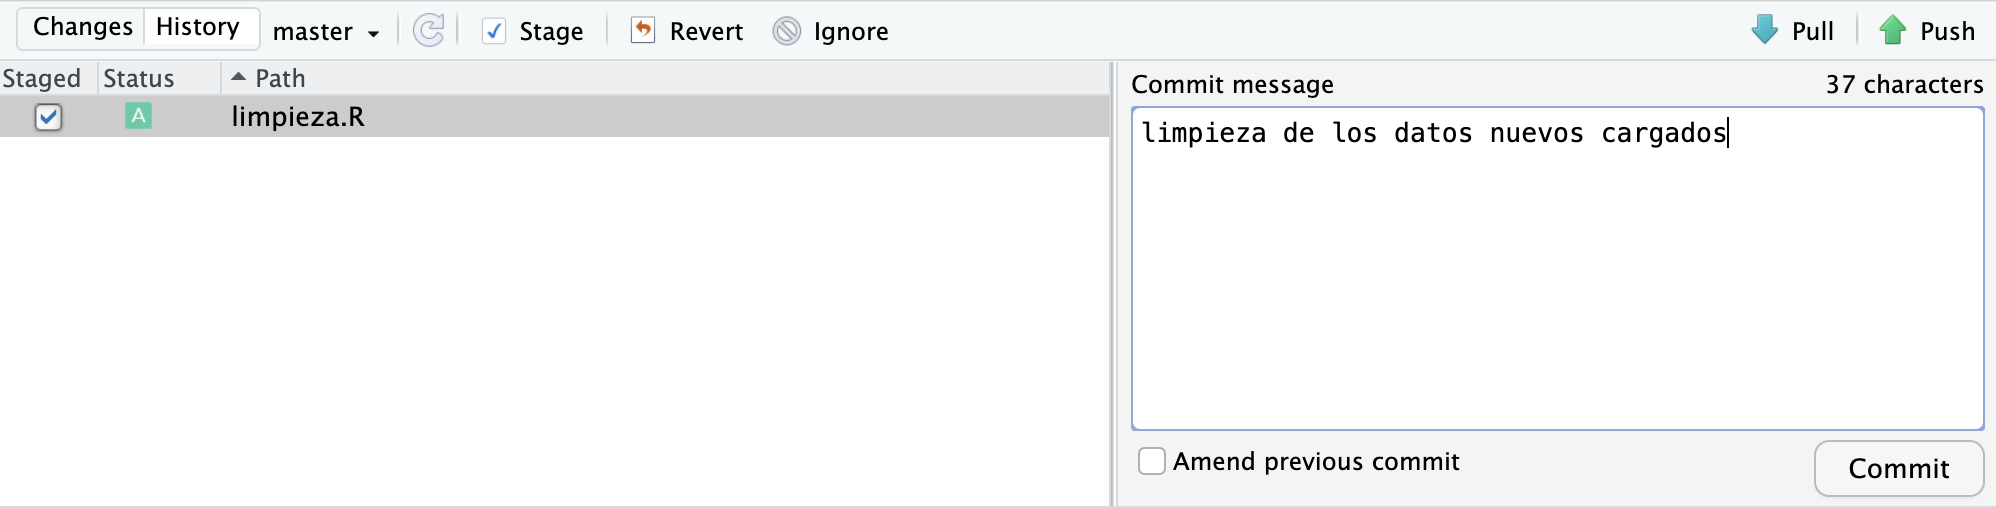 Changes History master Stage Revert Ignore Pull Push
Staged Status Path
A limpieza.R
Commit message 37 characters
limpieza de los datos nuevos cargados
Amend previous commit
Commit